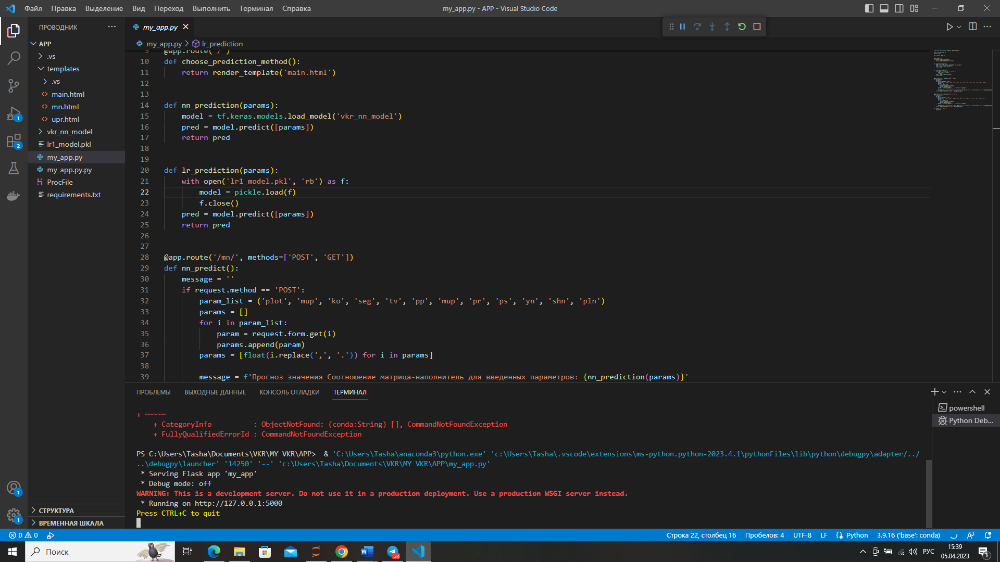 Файл Правка Выделение Вид Переход Выполнить Терминал Справка
my_app.py - APP - Visual Studio Code
ПРОВОДНИК
APP
.vs
templates
.vs
main.html
mn.html
upr.html
vkr_nn_model
lr1_model.pkl
my_app.py
my_app.py.py
ProcFile
requirements.txt
СТРУКТУРА
ВРЕМЕННАЯ ШКАЛА
1
2
1
1
my_app.py
my_app.py > lr_prediction
9 @app.route('/')
10 def choose_prediction_method():
11 return render_template('main.html')
12
13
14 def nn_prediction(params):
15 model = tf.keras.models.load_model('vkr_nn_model')
16 pred = model.predict([params])
17 return pred
18
19
20 def lr_prediction(params):
21 with open('lr1_model.pkl', 'rb') as f:
22 model = pickle.load(f)
23 f.close()
24 pred = model.predict([params])
25 return pred
26
27
28 @app.route('/mn/', methods=['POST', 'GET'])
29 def nn_predict():
30 message = ''
31 if request.method == 'POST':
32 param_list = ('plot', 'mup', 'ko', 'seg', 'tv', 'pp', 'mup', 'pr', 'ps', 'yn', 'shn', 'pln')
33 params = []
34 for i in param_list:
35 param = request.form.get(i)
36 params.append(param)
37 params = [float(i.replace(',', '.')) for i in params]
38
39 message = f'Прогноз значения Соотношение матрица-наполнитель для введенных параметров: {nn_prediction(params)}'
ПРОБЛЕМЫ ВЫХОДНЫЕ ДАННЫЕ КОНСОЛЬ ОТЛАДКИ ТЕРМИНАЛ
+ ~~~~~
+ CategoryInfo : ObjectNotFound: (conda:String) [], CommandNotFoundException
+ FullyQualifiedErrorId : CommandNotFoundException
PS C:\Users\Tasha\Documents\VKR\MY VKR\APP> & 'C:\Users\Tasha\anaconda3\python.exe' 'c:\Users\Tasha\.vscode\extensions\ms-python.python-2023.4.1\pythonFiles\lib\python\debugpy\adapter/../
..\debugpy\launcher' '14250' '--' 'c:\Users\Tasha\Documents\VKR\MY VKR\APP\my_app.py'
* Serving Flask app 'my_app'
* Debug mode: off
WARNING: This is a development server. Do not use it in a production deployment. Use a production WSGI server instead.
* Running on http://127.0.0.1:5000
Press CTRL+C to quit
powershell
Python Deb...
0 0
Строка 22, столбец 16 Пробелов: 4 UTF-8 LF Python 3.9.16 ('base': conda)
Поиск
34
РУС
15:39
05.04.2023
1